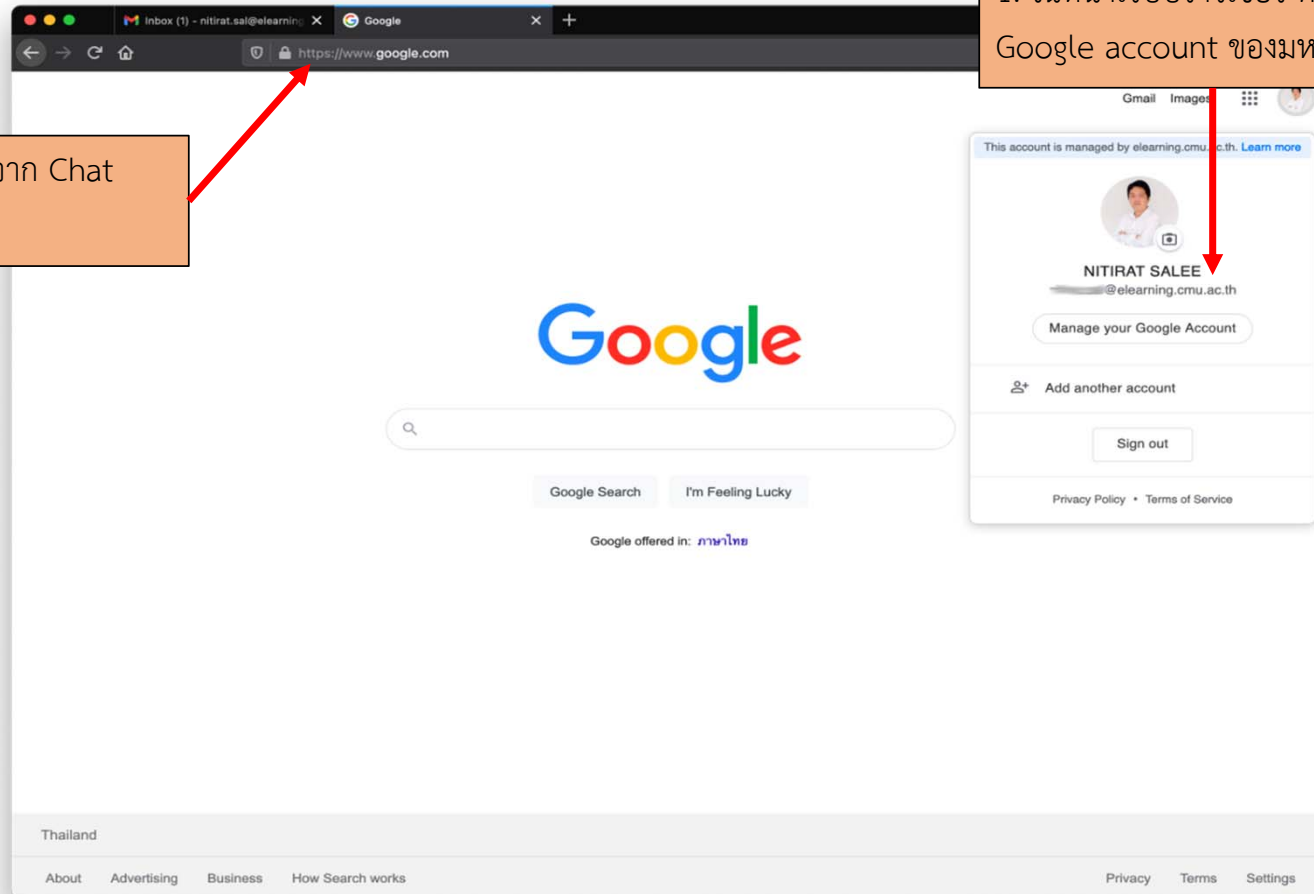 Inbox (1) - nitirat.sal@elearning
Google
https://www.google.com
Google account ของมห
Gmail Images
จาก Chat
This account is managed by elearning.cmu.ac.th. Learn more
NITIRAT SALEE
@elearning.cmu.ac.th
Manage your Google Account
Add another account
Sign out
Privacy Policy • Terms of Service
Google
Google Search I'm Feeling Lucky
Google offered in: ภาษาไทย
Thailand
About Advertising Business How Search works Privacy Terms Settings